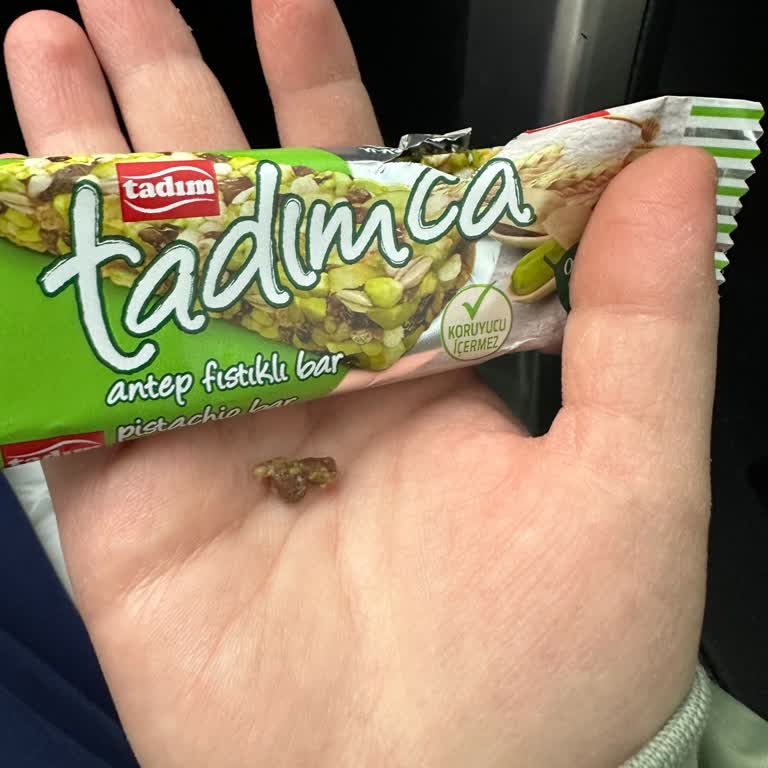 tadım
tadımca
antep fıstıklı bar
pistachio bar
KORUYUCU
İÇERMEZ
tadım